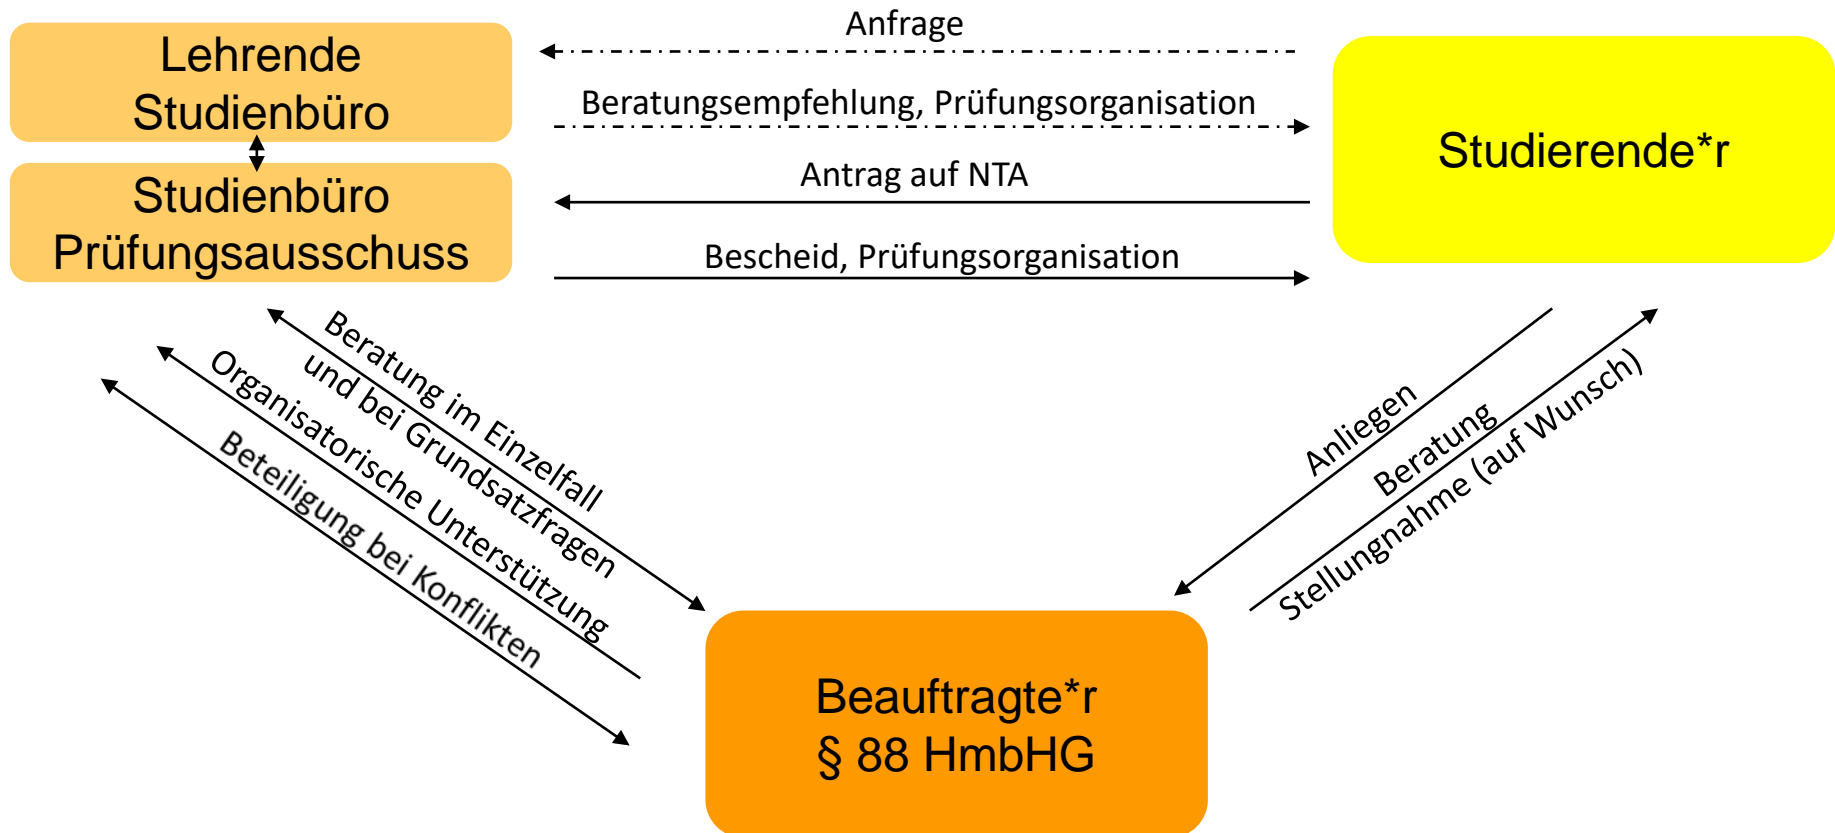 Lehrende
Studienbüro
Studienbüro
Prüfungsausschuss
Anfrage
Beratungsempfehlung, Prüfungsorganisation
Antrag auf NTA
Bescheid, Prüfungsorganisation
Studierende*r
Beratung im Einzelfall
und bei Grundsatzfragen
Organisatorische Unterstützung
Beteiligung bei Konflikten
Anliegen
Beratung
Stellungnahme (auf Wunsch)
Beauftragte*r
§ 88 HmbHG